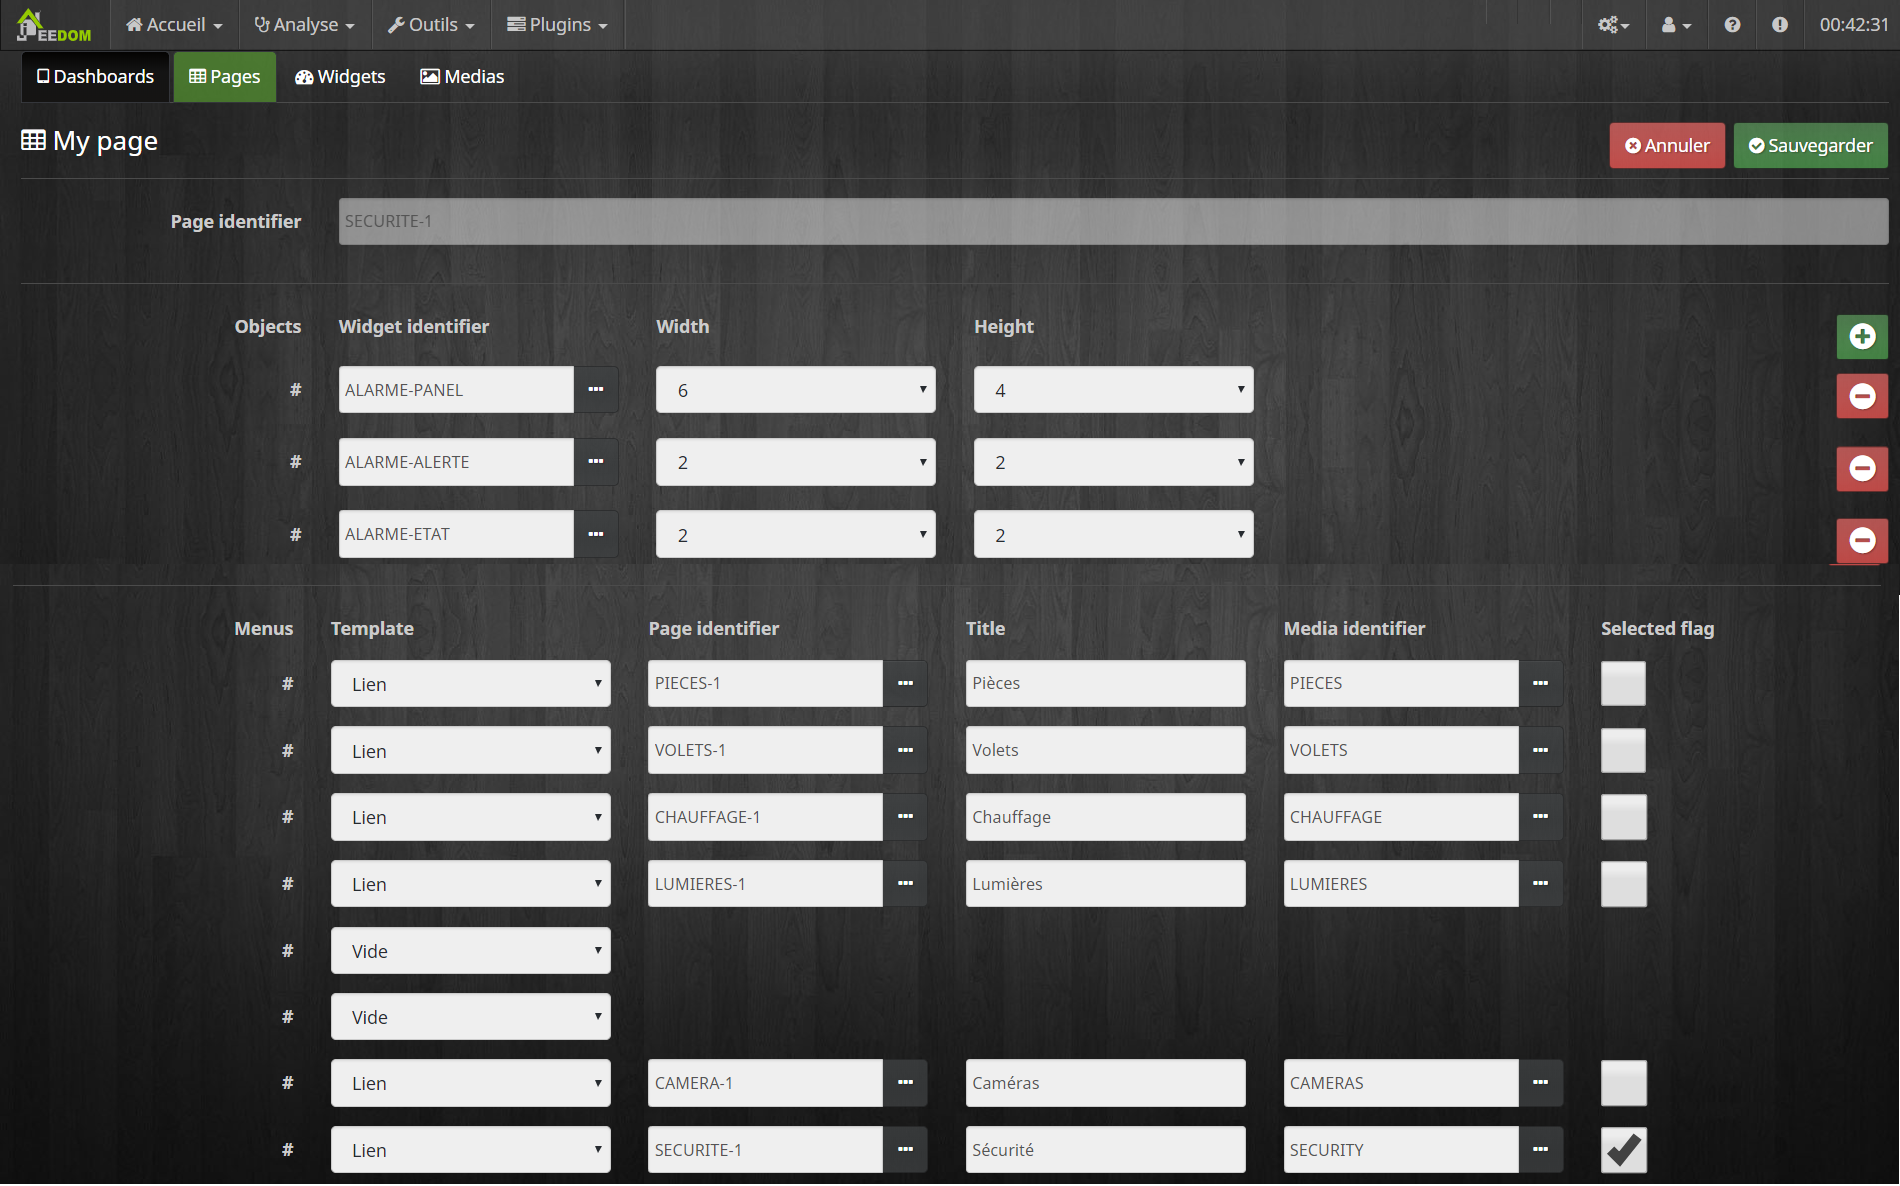 JEEDOM Accueil Analyse Outils Plugins 00:42:31
Dashboards Pages Widgets Medias
My page Annuler Sauvegarder
Page identifier SECURITE-1
Objects Widget identifier Width Height
# ALARME-PANEL ... 6 4
# ALARME-ALERTE ... 2 2
# ALARME-ETAT ... 2 2
Menus Template Page identifier Title Media identifier Selected flag
# Lien PIECES-1 ... Pièces PIECES ...
# Lien VOLETS-1 ... Volets VOLETS ...
# Lien CHAUFFAGE-1 ... Chauffage CHAUFFAGE ...
# Lien LUMIERES-1 ... Lumières LUMIERES ...
# Vide
# Vide
# Lien CAMERA-1 ... Caméras CAMERAS ...
# Lien SECURITE-1 ... Sécurité SECURITY ...